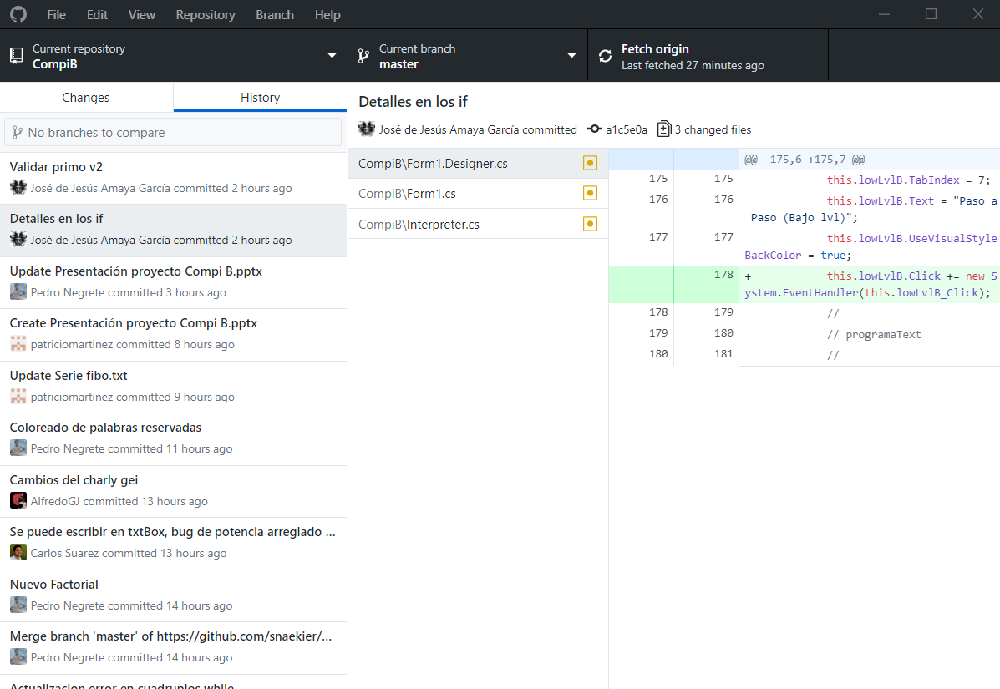 File Edit View Repository Branch Help
Current repository
CompiB
Current branch
master
Fetch origin
Last fetched 27 minutes ago
Changes
History
No branches to compare
Validar primo v2
José de Jesús Amaya García committed 2 hours ago
Detalles en los if
José de Jesús Amaya García committed 2 hours ago
Update Presentación proyecto Compi B.pptx
Pedro Negrete committed 3 hours ago
Create Presentación proyecto Compi B.pptx
patriciomartinez committed 8 hours ago
Update Serie fibo.txt
patriciomartinez committed 9 hours ago
Coloreado de palabras reservadas
Pedro Negrete committed 11 hours ago
Cambios del charly gei
AlfredoGJ committed 13 hours ago
Se puede escribir en txtBox, bug de potencia arreglado ...
Carlos Suarez committed 13 hours ago
Nuevo Factorial
Pedro Negrete committed 14 hours ago
Merge branch 'master' of https://github.com/snaekier/...
Pedro Negrete committed 14 hours ago
Actualizacion error en cuadruplos while
Detalles en los if
José de Jesús Amaya García committed a1c5e0a 3 changed files
CompiB\Form1.Designer.cs
CompiB\Form1.cs
CompiB\Interpreter.cs
@@ -175,6 +175,7 @@
175 175 this.lowLvlB.TabIndex = 7;
176 176 this.lowLvlB.Text = "Paso a
Paso (Bajo lvl)";
177 177 this.lowLvlB.UseVisualStyle
BackColor = true;
178 + this.lowLvlB.Click += new S
ystem.EventHandler(this.lowLvlB_Click);
178 179 //
179 180 // programaText
180 181 //